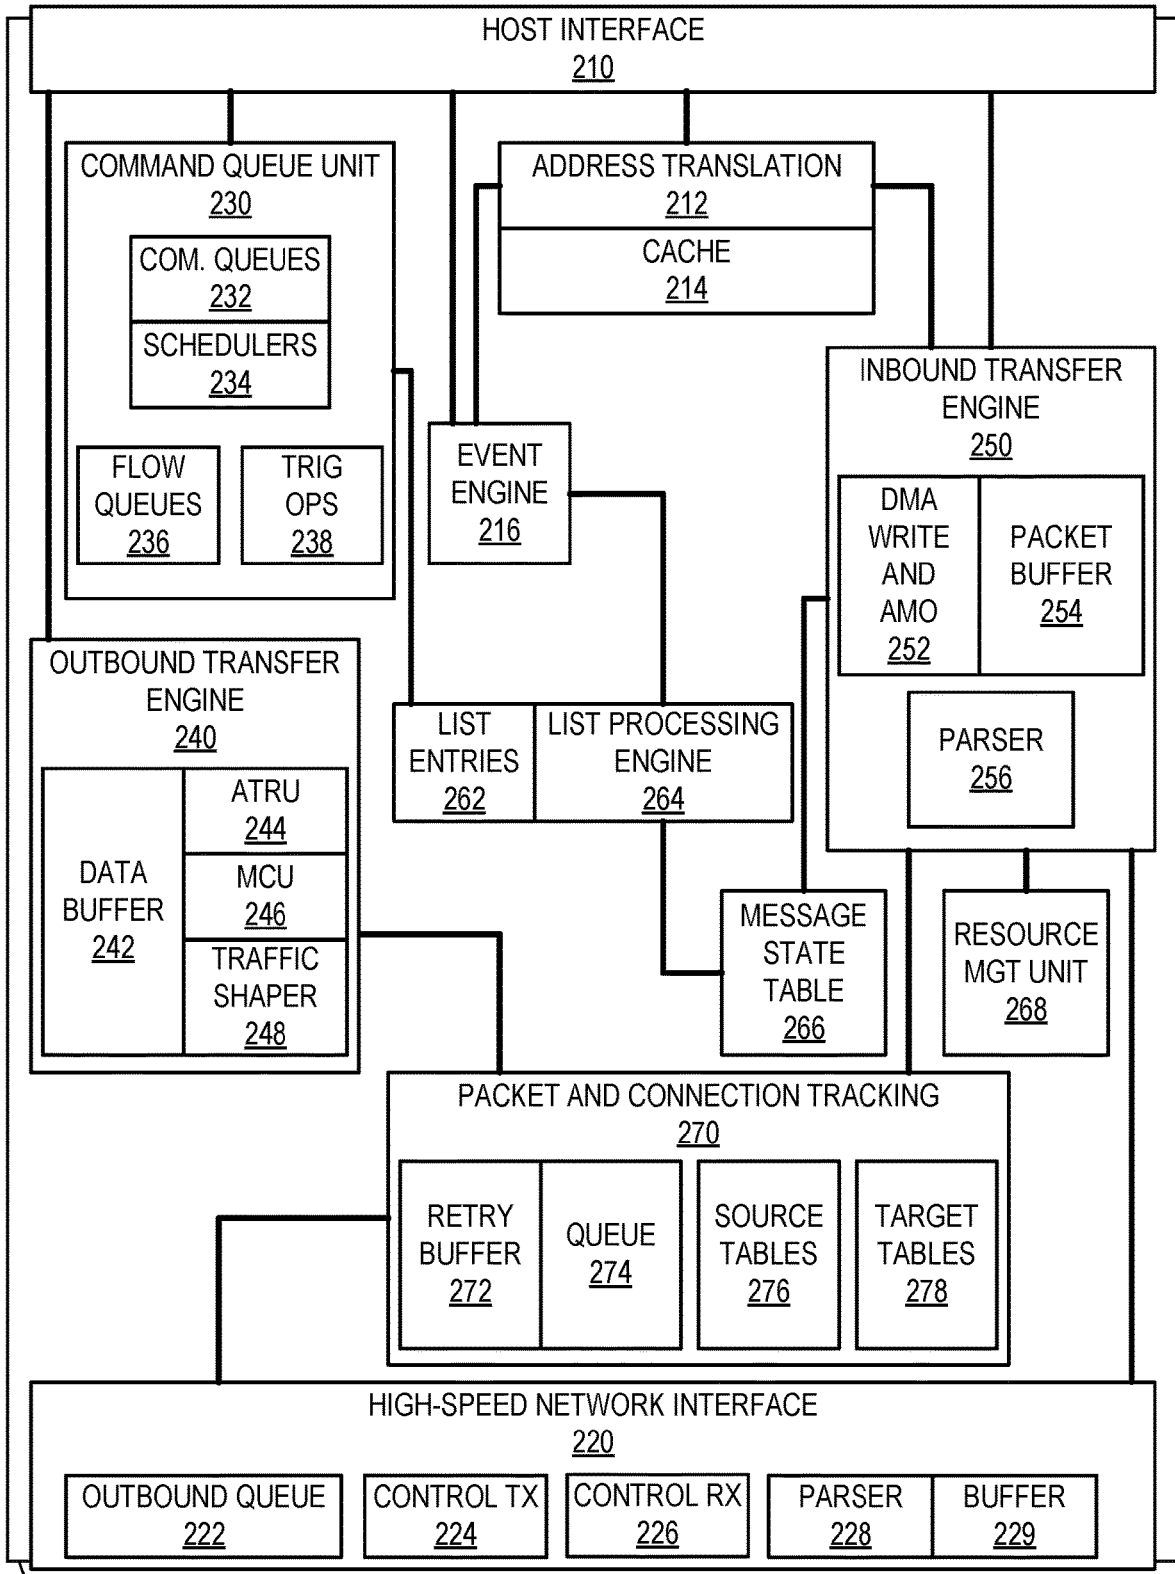 HOST INTERFACE
210
COMMAND QUEUE UNIT
230
COM. QUEUES
232
SCHEDULERS
234
FLOW
QUEUES
236
TRIG
OPS
238
ADDRESS TRANSLATION
212
CACHE
214
EVENT
ENGINE
216
INBOUND TRANSFER
ENGINE
250
DMA
WRITE
AND
AMO
252
PACKET
BUFFER
254
PARSER
256
OUTBOUND TRANSFER
ENGINE
240
DATA
BUFFER
242
ATRU
244
MCU
246
TRAFFIC
SHAPER
248
LIST
ENTRIES
262
LIST PROCESSING
ENGINE
264
MESSAGE
STATE
TABLE
266
RESOURCE
MGT UNIT
268
PACKET AND CONNECTION TRACKING
270
RETRY
BUFFER
272
QUEUE
274
SOURCE
TABLES
276
TARGET
TABLES
278
HIGH-SPEED NETWORK INTERFACE
220
OUTBOUND QUEUE
222
CONTROL TX
224
CONTROL RX
226
PARSER
228
BUFFER
229